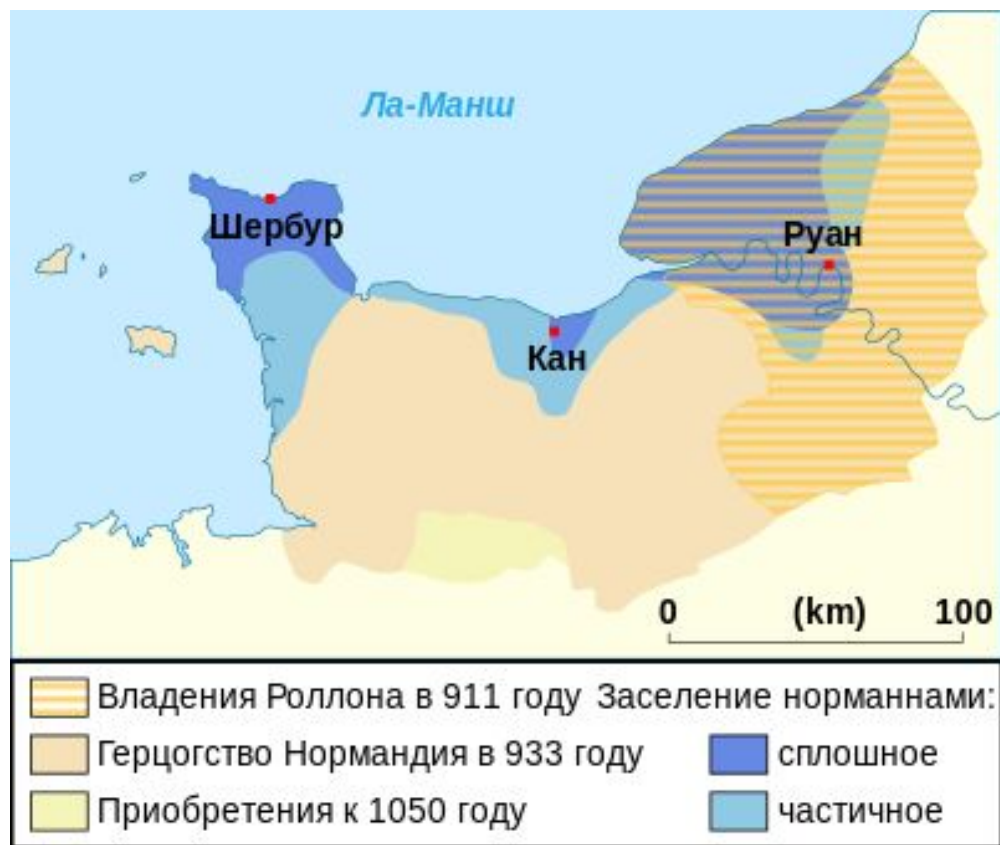 Ла-Манш
Шербур
Руан
Кан
0 (km) 100
Владения Роллона в 911 году Заселение норманнами:
Герцогство Нормандия в 933 году сплошное
Приобретения к 1050 году частичное